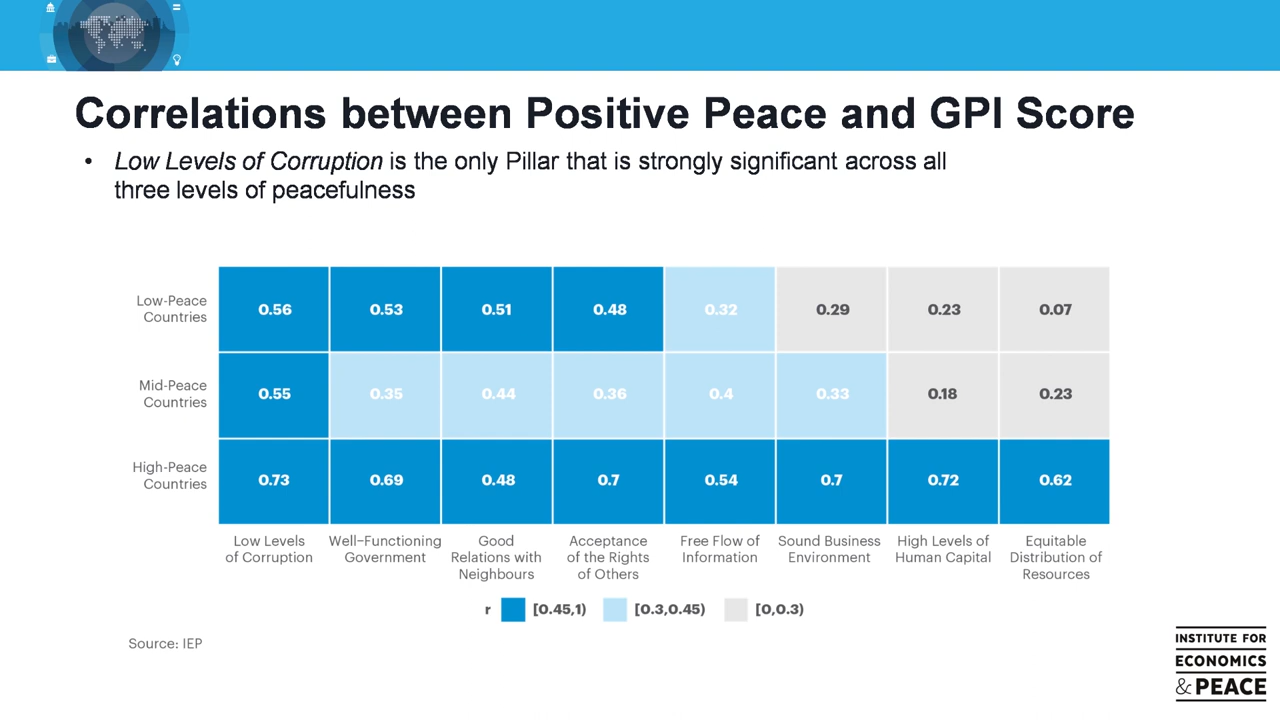 Correlations between Positive Peace and GPI Score
• Low Levels of Corruption is the only Pillar that is strongly significant across all
three levels of peacefulness
Low-Peace
Countries
0.56 0.53 0.51 0.48 0.32 0.29 0.23 0.07
Mid-Peace
Countries
0.55 0.35 0.44 0.36 0.4 0.33 0.18 0.23
High-Peace
Countries
0.73 0.69 0.48 0.7 0.54 0.7 0.72 0.62
Low Levels
of Corruption
Well–Functioning
Government
Good
Relations with
Neighbours
Acceptance
of the Rights
of Others
Free Flow of
Information
Sound Business
Environment
High Levels of
Human Capital
Equitable
Distribution of
Resources
r [0.45,1) [0.3,0.45) [0,0.3)
Source: IEP
INSTITUTE FOR
ECONOMICS
& PEACE